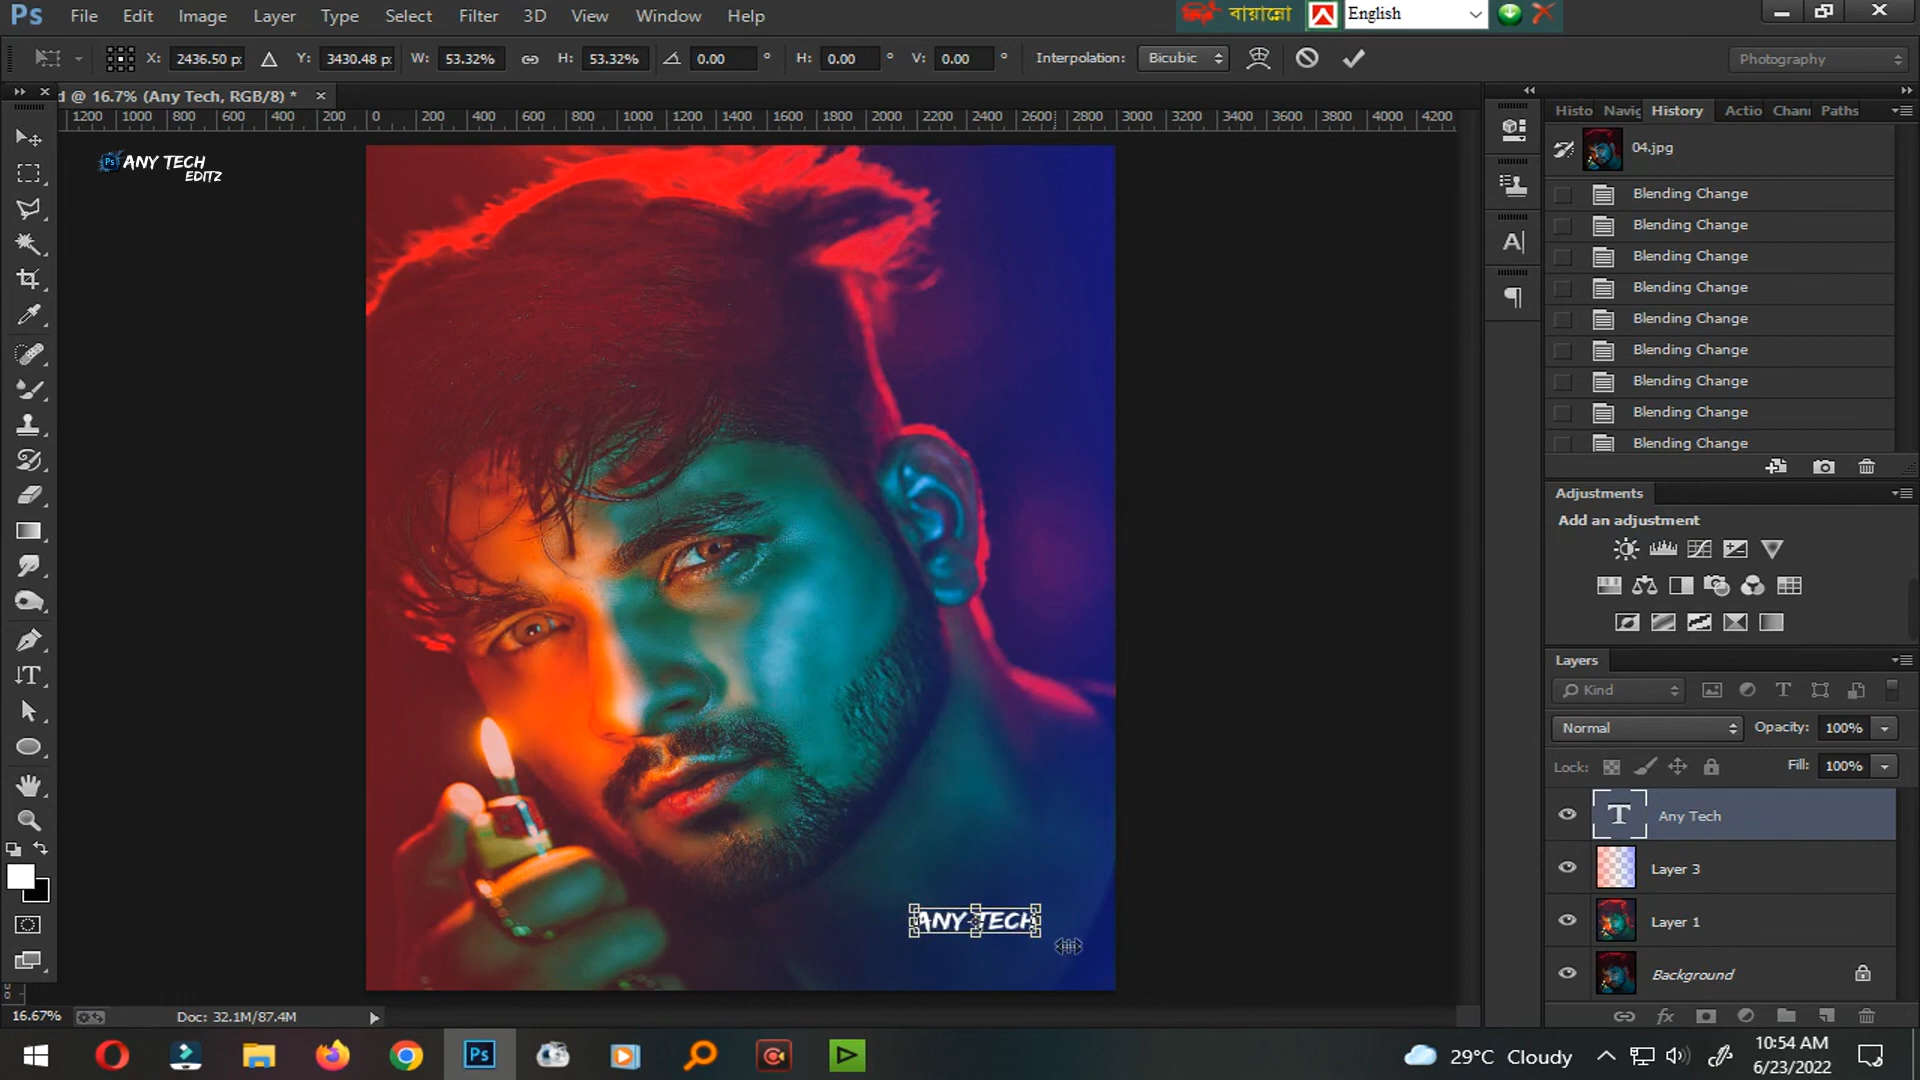 Ps File Edit Image Layer Type Select Filter 3D View Window Help
বায়ান্নো English
X: 2436.50 p: Y: 3430.48 p: W: 53.32% H: 53.32% 0.00 ° H: 0.00 ° V: 0.00 ° Interpolation: Bicubic Photography
d @ 16.7% (Any Tech, RGB/8) * ×
1200 1000 800 600 400 200 0 200 400 600 800 1000 1200 1400 1600 1800 2000 2200 2400 2600 2800 3000 3200 3400 3600 3800 4000 4200
Histo Navig History Actio Chan Paths
04.jpg
Ps ANY TECH
EDITZ
Blending Change
Blending Change
Blending Change
Blending Change
Blending Change
Blending Change
Blending Change
Blending Change
Blending Change
Adjustments
Add an adjustment
Layers
Kind
Normal Opacity: 100%
Lock: Fill: 100%
T Any Tech
Layer 3
Layer 1
Background
ANY TECH
16.67% Doc: 32.1M/87.4M
Ps
29°C Cloudy
10:54 AM
6/23/2022